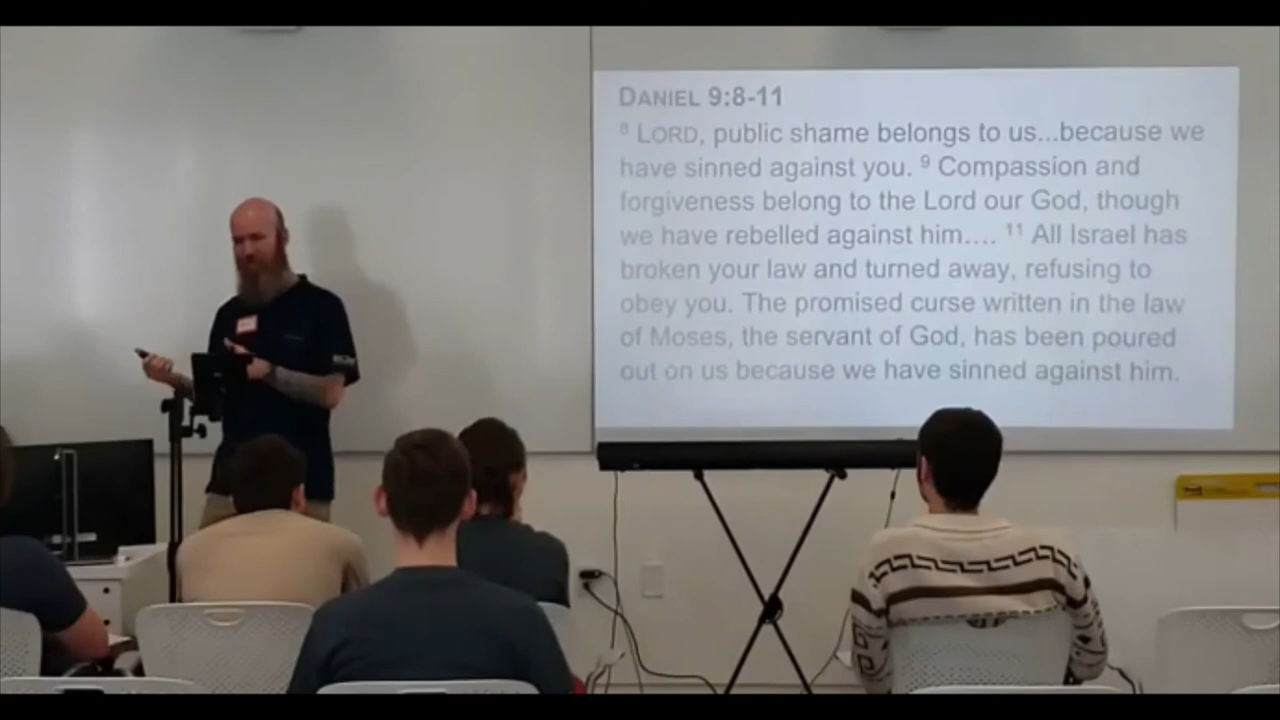 DANIEL 9:8-11
8 LORD, public shame belongs to us...because we
have sinned against you. 9 Compassion and
forgiveness belong to the Lord our God, though
we have rebelled against him.... 11 All Israel has
broken your law and turned away, refusing to
obey you. The promised curse written in the law
of Moses, the servant of God, has been poured
out on us because we have sinned against him.